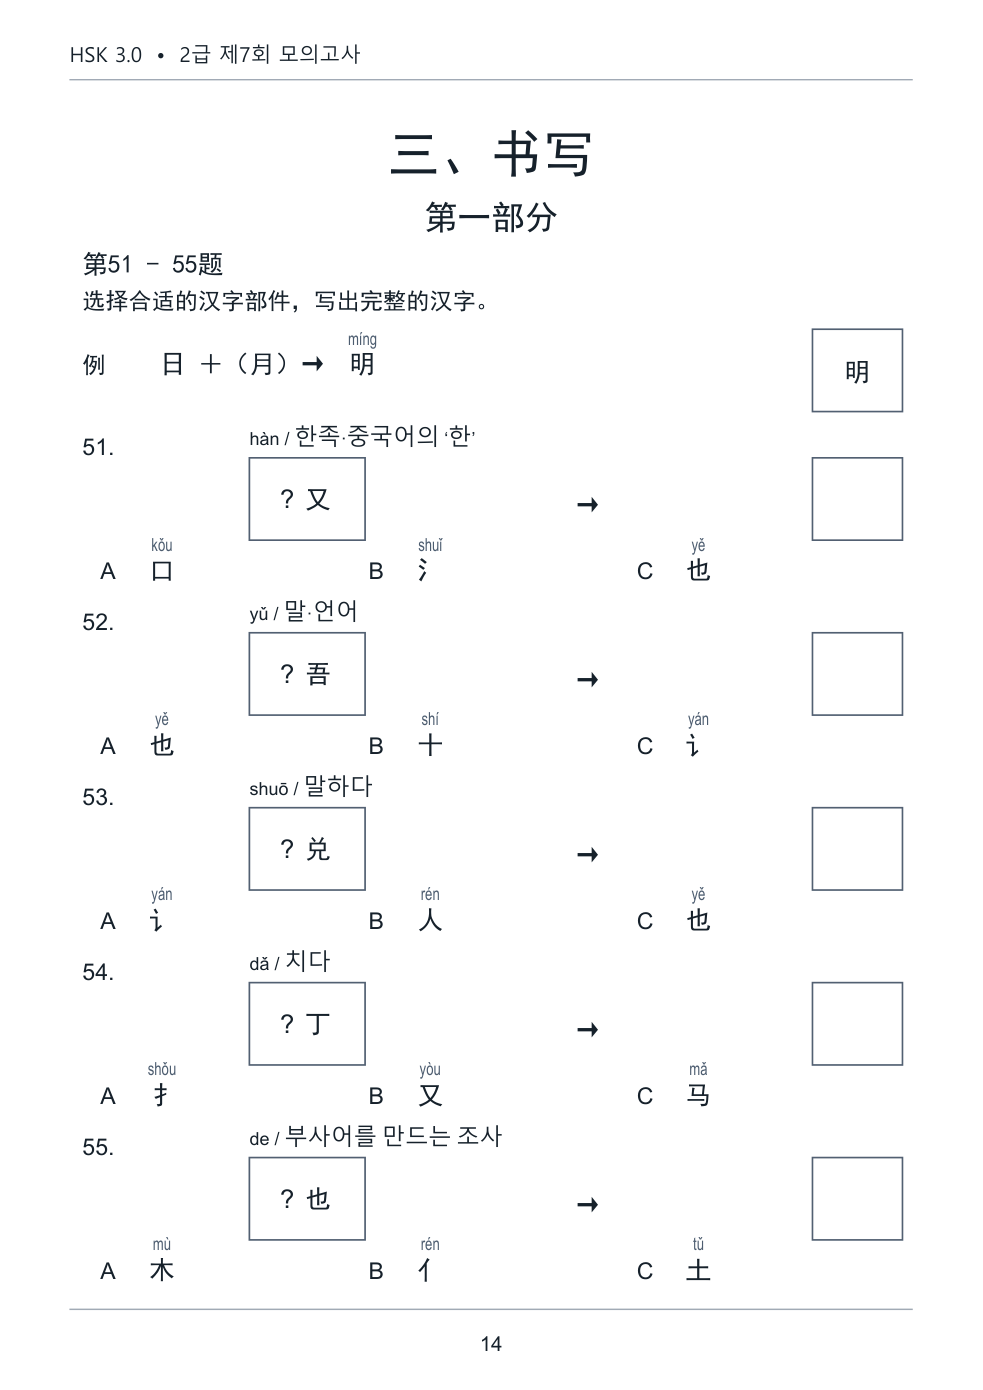 HSK 3.0 • 2급 제7회 모의고사
三、书写
第一部分
第51 – 55题
选择合适的汉字部件，写出完整的汉字。
míng
例 日 ＋（月）➞ 明
明
51.
hàn / 한족·중국어의 ‘한’
? 又 ➞
kǒu shuǐ yě
A 口 B 氵 C 也
52.
yǔ / 말·언어
? 吾 ➞
yě shí yán
A 也 B 十 C 讠
53.
shuō / 말하다
? 兑 ➞
yán rén yě
A 讠 B 人 C 也
54.
dǎ / 치다
? 丁 ➞
shǒu yòu mǎ
A 扌 B 又 C 马
55.
de / 부사어를 만드는 조사
? 也 ➞
mù rén tǔ
A 木 B 亻 C 土
14